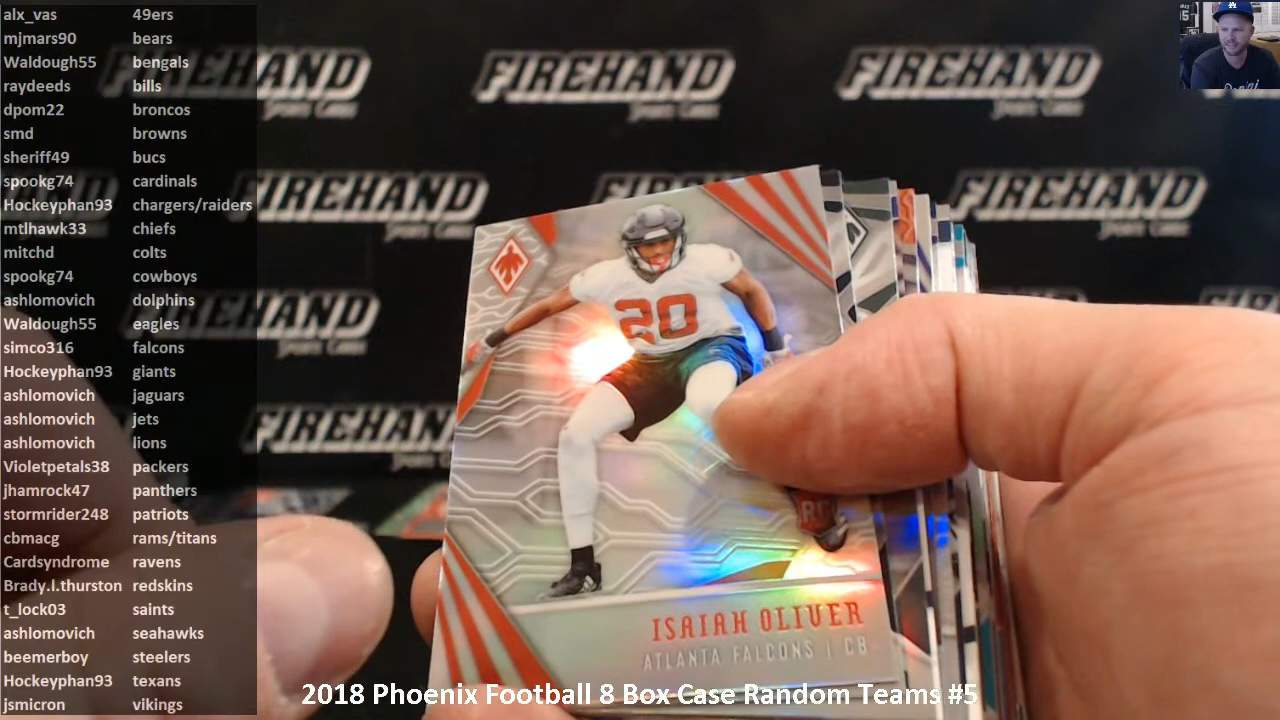 alx_vas 49ers
mjmars90 bears
Waldough55 bengals
raydeeds bills
dpom22 broncos
smd browns
sheriff49 bucs
spookg74 cardinals
Hockeyphan93 chargers/raiders
mtlhawk33 chiefs
mitchd colts
spookg74 cowboys
ashlomovich dolphins
Waldough55 eagles
simco316 falcons
Hockeyphan93 giants
ashlomovich jaguars
ashlomovich jets
ashlomovich lions
Violetpetals38 packers
jhamrock47 panthers
stormrider248 patriots
cbmacg rams/titans
Cardsyndrome ravens
Brady.l.thurston redskins
t_lock03 saints
ashlomovich seahawks
beemerboy steelers
Hockeyphan93 texans
jsmicron vikings
FIREHAND
FIREHAND
FIREHAND
FIREHAND
FIREHAND
20
ISAIAH OLIVER
ATLANTA FALCONS | CB
2018 Phoenix Football 8 Box Case Random Teams #5